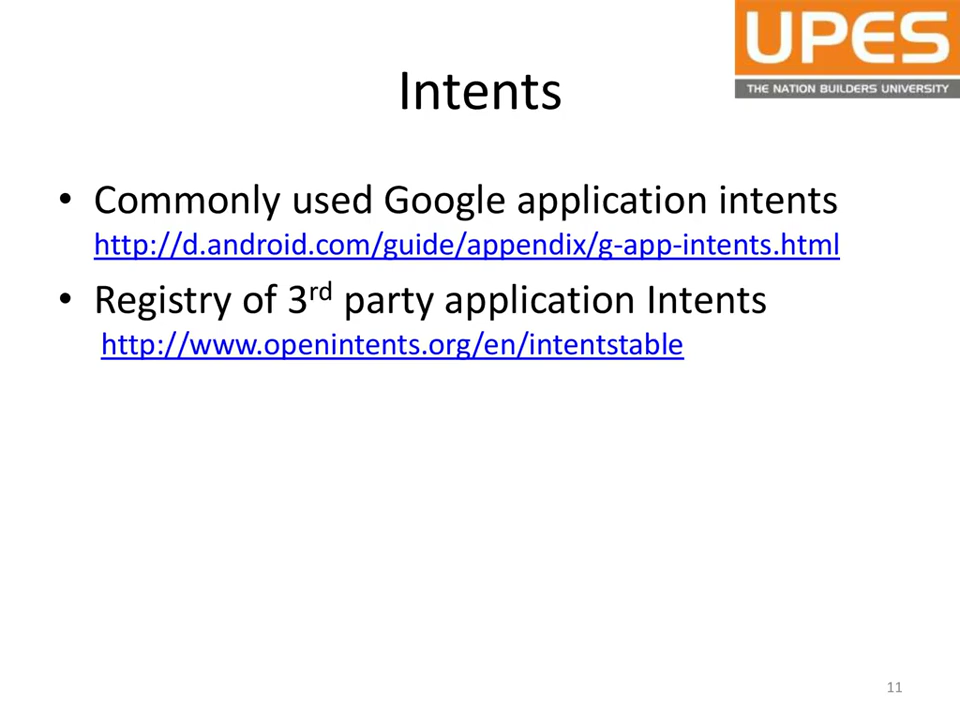 UPES
THE NATION BUILDERS UNIVERSITY
Intents
• Commonly used Google application intents
http://d.android.com/guide/appendix/g-app-intents.html
• Registry of 3rd party application Intents
http://www.openintents.org/en/intentstable
11